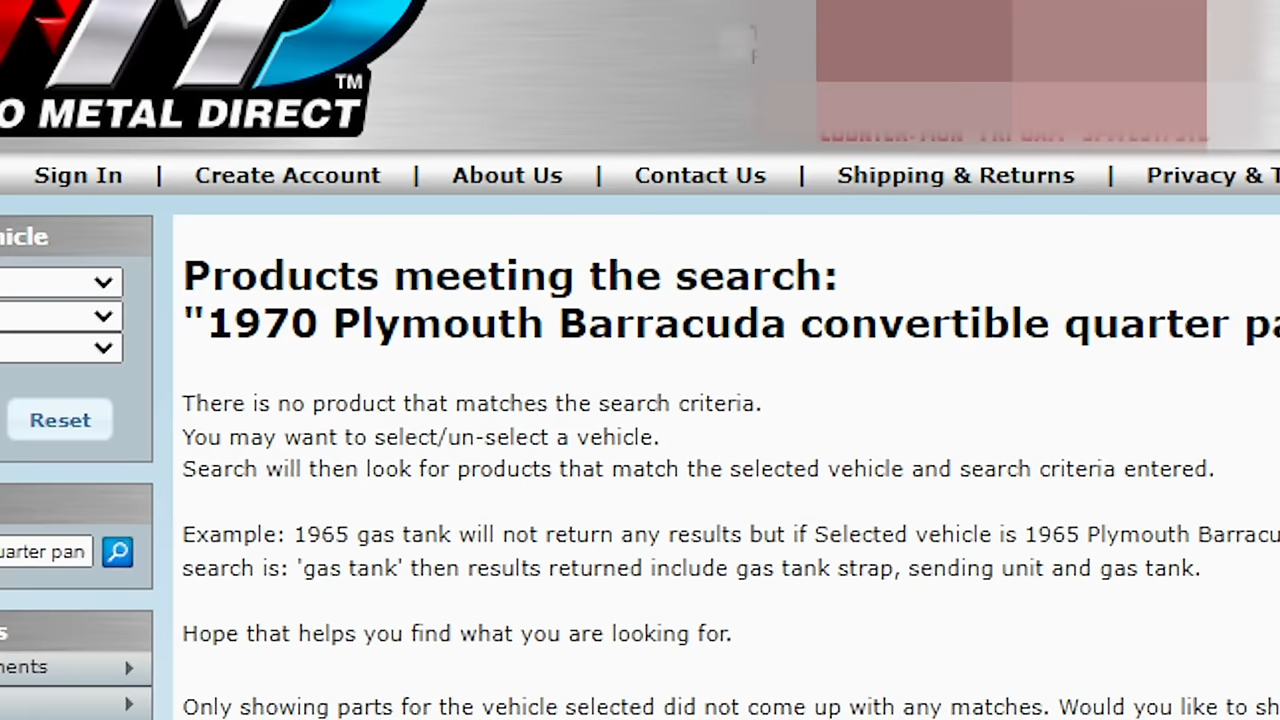 TM
O METAL DIRECT
Sign In | Create Account | About Us | Contact Us | Shipping & Returns | Privacy & T
nicle
Products meeting the search:
"1970 Plymouth Barracuda convertible quarter pa
There is no product that matches the search criteria.
You may want to select/un-select a vehicle.
Reset
Search will then look for products that match the selected vehicle and search criteria entered.
Example: 1965 gas tank will not return any results but if Selected vehicle is 1965 Plymouth Barracu
uarter pan
search is: 'gas tank' then results returned include gas tank strap, sending unit and gas tank.
s
Hope that helps you find what you are looking for.
nents
Only showing parts for the vehicle selected did not come up with any matches. Would you like to sh